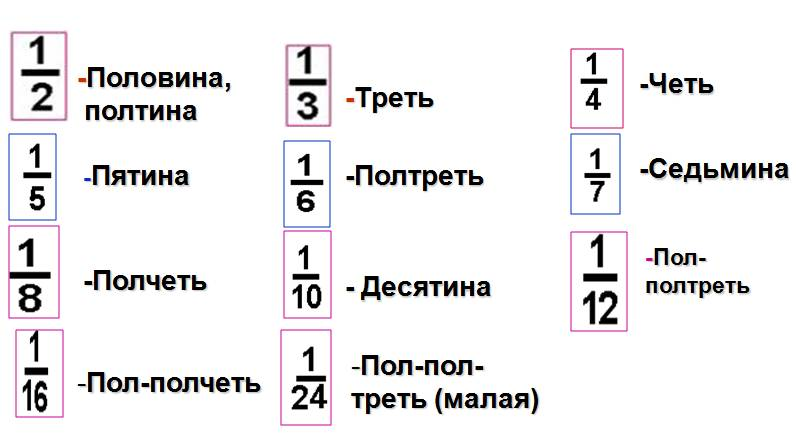 1/2 -Половина,
полтина
1/3 -Треть
1/4 -Четь
1/5 -Пятина
1/6 -Полтреть
1/7 -Седьмина
1/8 -Полчеть
1/10 - Десятина
1/12 -Пол-
полтреть
1/16 -Пол-полчеть
1/24 -Пол-пол-
треть (малая)